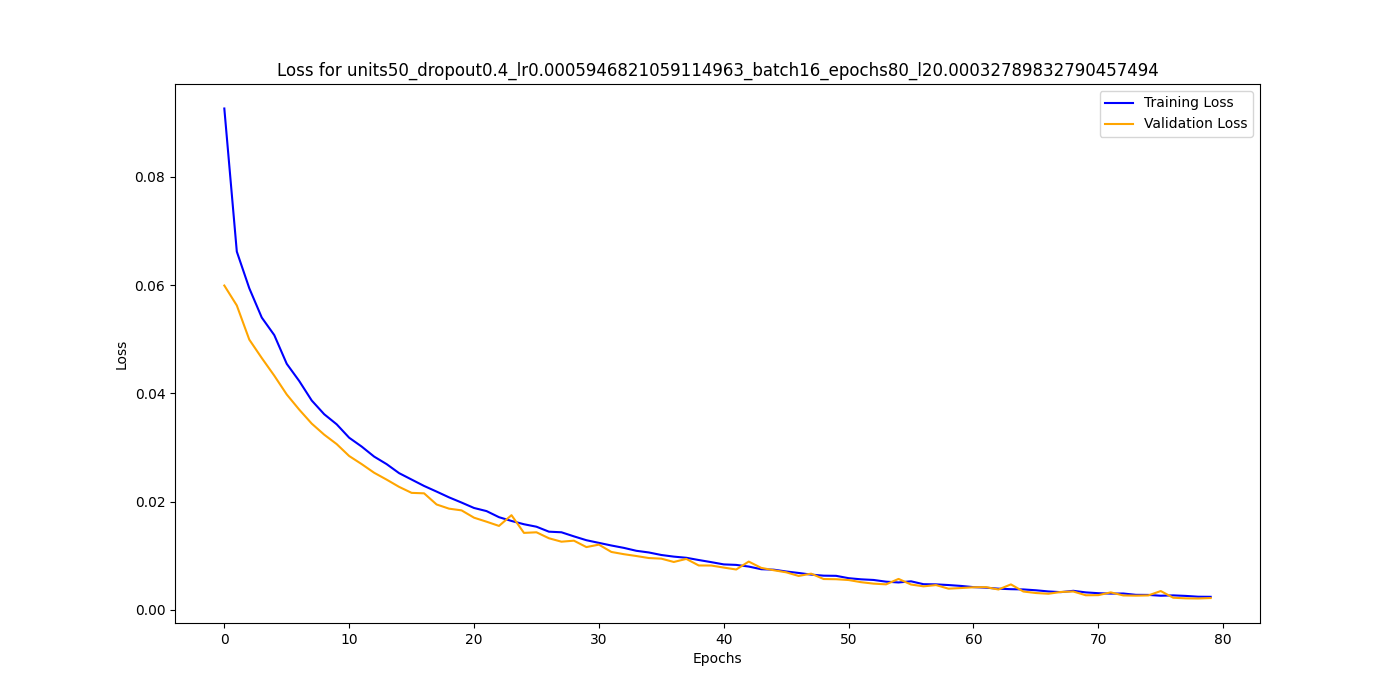 Loss for units50_dropout0.4_lr0.0005946821059114963_batch16_epochs80_l20.00032789832790457494
Training Loss
Validation Loss
0.08
0.06
0.04
0.02
0.00
Loss
0 10 20 30 40 50 60 70 80
Epochs